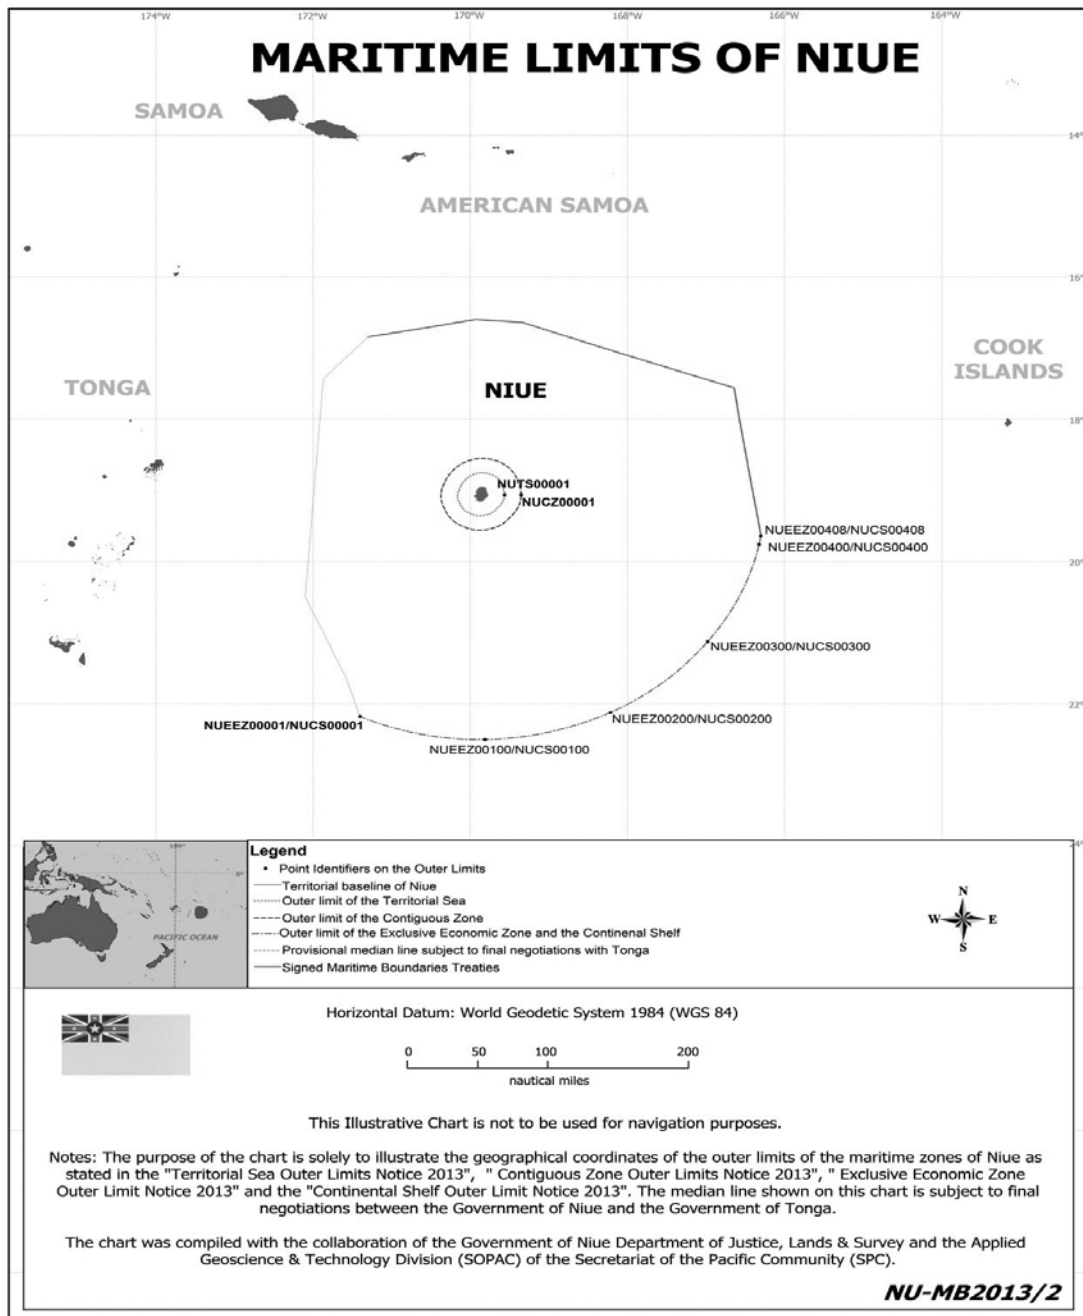 174°W
172°W
170°W
168°W
166°W
164°W
MARITIME LIMITS OF NIUE
SAMOA
14°
AMERICAN SAMOA
16°
COOK
ISLANDS
TONGA
NIUE
18°
NUTS00001
NUCZ00001
NUEEZ00408/NUCS00408
NUEEZ00400/NUCS00400
20°
NUEEZ00300/NUCS00300
22°
NUEEZ00200/NUCS00200
NUEEZ00001/NUCS00001
NUEEZ00100/NUCS00100
24°
180°
0°
PACIFIC OCEAN
Legend
Point Identifiers on the Outer Limits
Territorial baseline of Niue
Outer limit of the Territorial Sea
Outer limit of the Contiguous Zone
Outer limit of the Exclusive Economic Zone and the Continenal Shelf
Provisional median line subject to final negotiations with Tonga
Signed Maritime Boundaries Treaties
N
W E
S
Horizontal Datum: World Geodetic System 1984 (WGS 84)
0 50 100 200
nautical miles
This Illustrative Chart is not to be used for navigation purposes.
Notes: The purpose of the chart is solely to illustrate the geographical coordinates of the outer limits of the maritime zones of Niue as
stated in the "Territorial Sea Outer Limits Notice 2013", " Contiguous Zone Outer Limits Notice 2013", " Exclusive Economic Zone
Outer Limit Notice 2013" and the "Continental Shelf Outer Limit Notice 2013". The median line shown on this chart is subject to final
negotiations between the Government of Niue and the Government of Tonga.
The chart was compiled with the collaboration of the Government of Niue Department of Justice, Lands & Survey and the Applied
Geoscience & Technology Division (SOPAC) of the Secretariat of the Pacific Community (SPC).
NU-MB2013/2